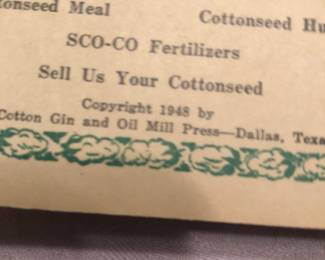 onseed Meal Cottonseed Hu
SCO-CO Fertilizers
Sell Us Your Cottonseed
Copyright 1948 by
Cotton Gin and Oil Mill Press—Dallas, Texa